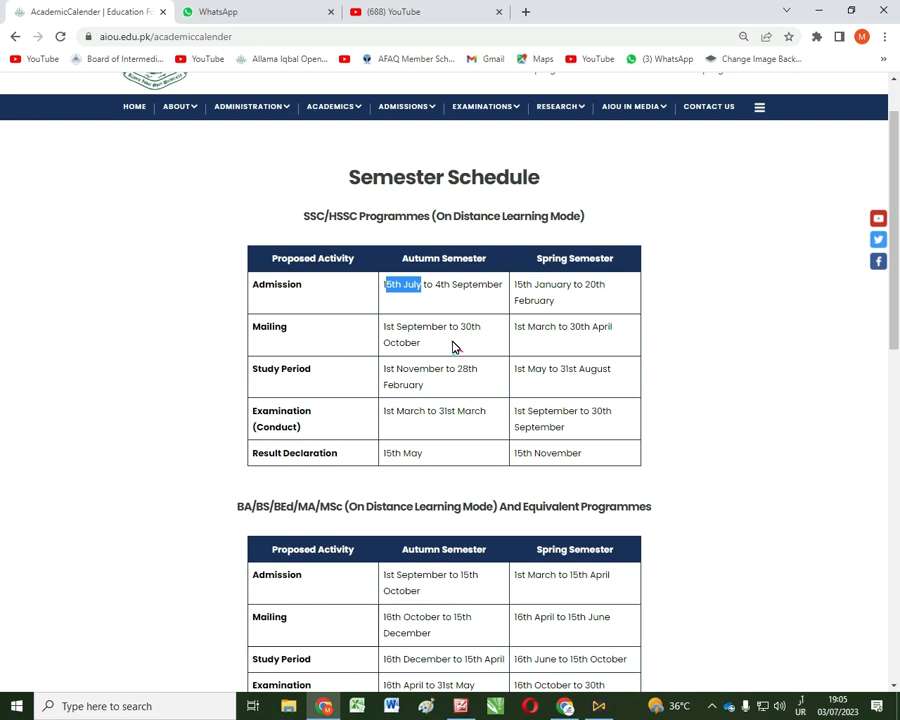 AcademicCalender | Education Fo
WhatsApp
(688) YouTube
aiou.edu.pk/academiccalender
M
YouTube
Board of Intermedi...
YouTube
Allama Iqbal Open...
AFAQ Member Sch...
Gmail
Maps
YouTube
(3) WhatsApp
Change Image Back...
HOME ABOUT ADMINISTRATION ACADEMICS ADMISSIONS EXAMINATIONS RESEARCH AIOU IN MEDIA CONTACT US
Semester Schedule
SSC/HSSC Programmes (On Distance Learning Mode)
Proposed Activity Autumn Semester Spring Semester
Admission 15th July to 4th September 15th January to 20th
February
Mailing 1st September to 30th 1st March to 30th April
October
Study Period 1st November to 28th 1st May to 31st August
February
Examination 1st March to 31st March 1st September to 30th
(Conduct) September
Result Declaration 15th May 15th November
BA/BS/BEd/MA/MSc (On Distance Learning Mode) And Equivalent Programmes
Proposed Activity Autumn Semester Spring Semester
Admission 1st September to 15th 1st March to 15th April
October
Mailing 16th October to 15th 16th April to 15th June
December
Study Period 16th December to 15th April 16th June to 15th October
Examination 16th April to 31st May 16th October to 30th
Type here to search
36°C
UR
19:05
03/07/2023